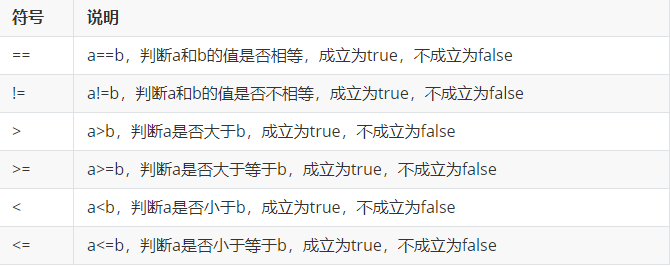 符号 说明
== a==b，判断a和b的值是否相等，成立为true，不成立为false
!= a!=b，判断a和b的值是否不相等，成立为true，不成立为false
> a>b，判断a是否大于b，成立为true，不成立为false
>= a>=b，判断a是否大于等于b，成立为true，不成立为false
< a<b，判断a是否小于b，成立为true，不成立为false
<= a<=b，判断a是否小于等于b，成立为true，不成立为false